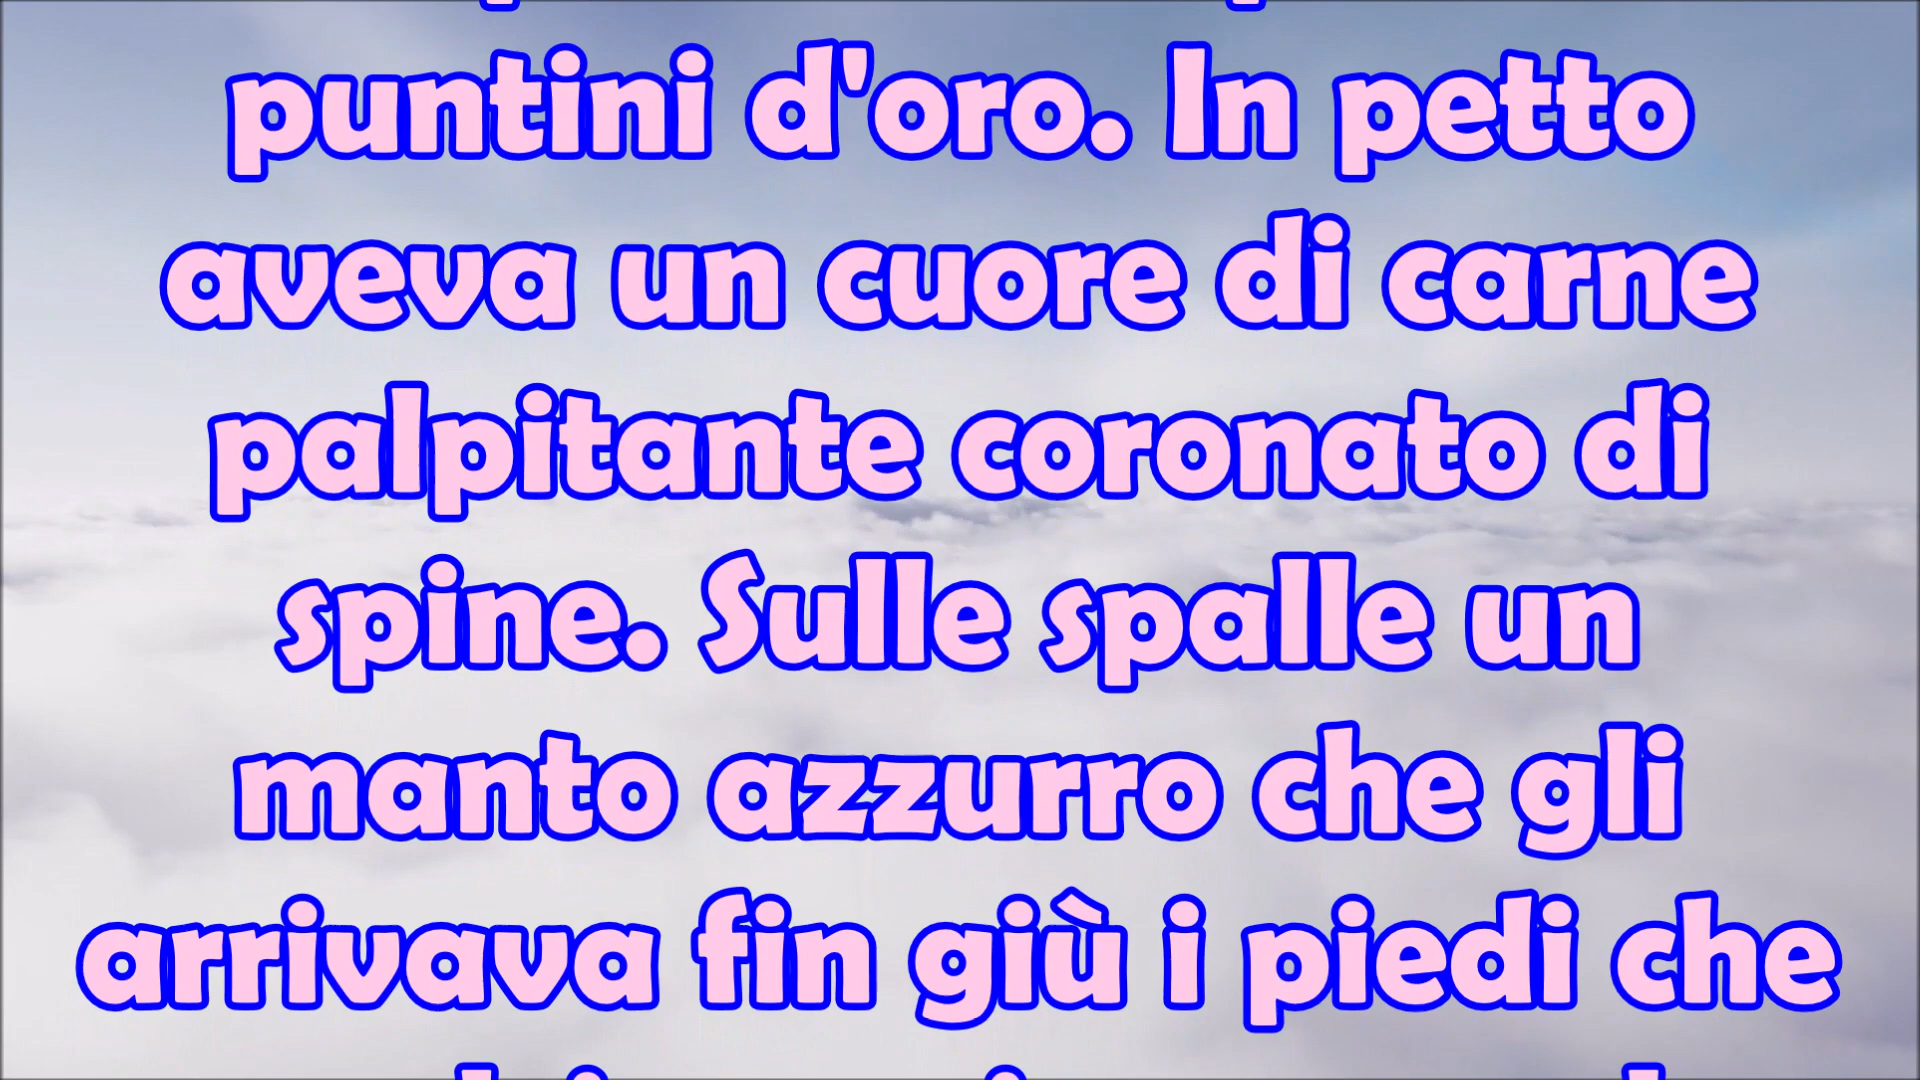 puntini d'oro. In petto
aveva un cuore di carne
palpitante coronato di
spine. Sulle spalle un
manto azzurro che gli
arrivava fin giù i piedi che